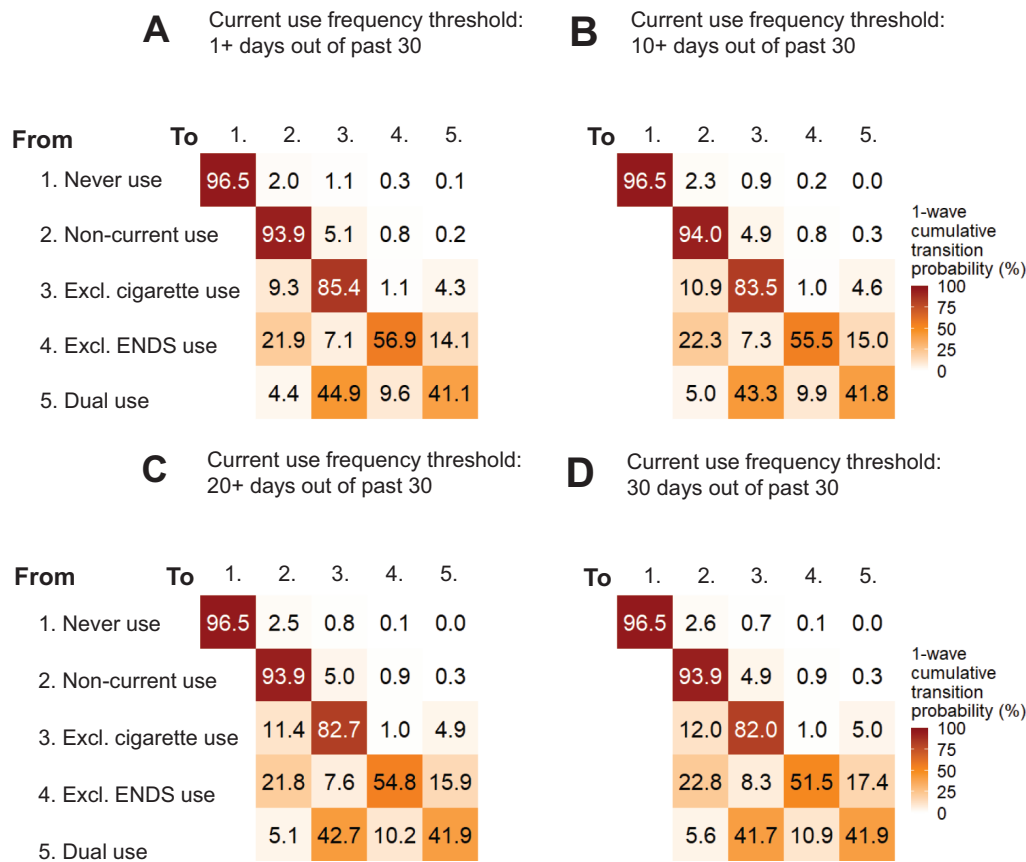 A Current use frequency threshold:
1+ days out of past 30
From To 1. 2. 3. 4. 5.
1. Never use 96.5 2.0 1.1 0.3 0.1
2. Non-current use 93.9 5.1 0.8 0.2
3. Excl. cigarette use 9.3 85.4 1.1 4.3
4. Excl. ENDS use 21.9 7.1 56.9 14.1
5. Dual use 4.4 44.9 9.6 41.1
B Current use frequency threshold:
10+ days out of past 30
To 1. 2. 3. 4. 5.
96.5 2.3 0.9 0.2 0.0
94.0 4.9 0.8 0.3
10.9 83.5 1.0 4.6
22.3 7.3 55.5 15.0
5.0 43.3 9.9 41.8
1-wave
cumulative
transition
probability (%)
100
75
50
25
0
C Current use frequency threshold:
20+ days out of past 30
From To 1. 2. 3. 4. 5.
1. Never use 96.5 2.5 0.8 0.1 0.0
2. Non-current use 93.9 5.0 0.9 0.3
3. Excl. cigarette use 11.4 82.7 1.0 4.9
4. Excl. ENDS use 21.8 7.6 54.8 15.9
5. Dual use 5.1 42.7 10.2 41.9
D Current use frequency threshold:
30 days out of past 30
To 1. 2. 3. 4. 5.
96.5 2.6 0.7 0.1 0.0
93.9 4.9 0.9 0.3
12.0 82.0 1.0 5.0
22.8 8.3 51.5 17.4
5.6 41.7 10.9 41.9
1-wave
cumulative
transition
probability (%)
100
75
50
25
0